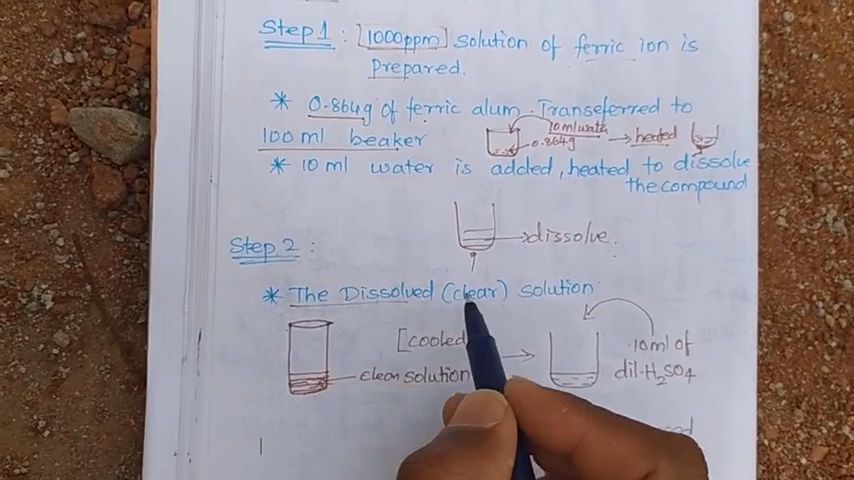 Step 1 : [1000ppm] solution of ferric ion is
prepared.
* 0.864g of ferric alum. Transeferred to
100 ml beaker
10ml water
0.864g
heated
* 10 ml water is added, heated to dissolve
the compound
dissolve.
Step 2 :
* The Dissolved (clear) solution
[cooled
clean solution
10ml of
dil. H2SO4